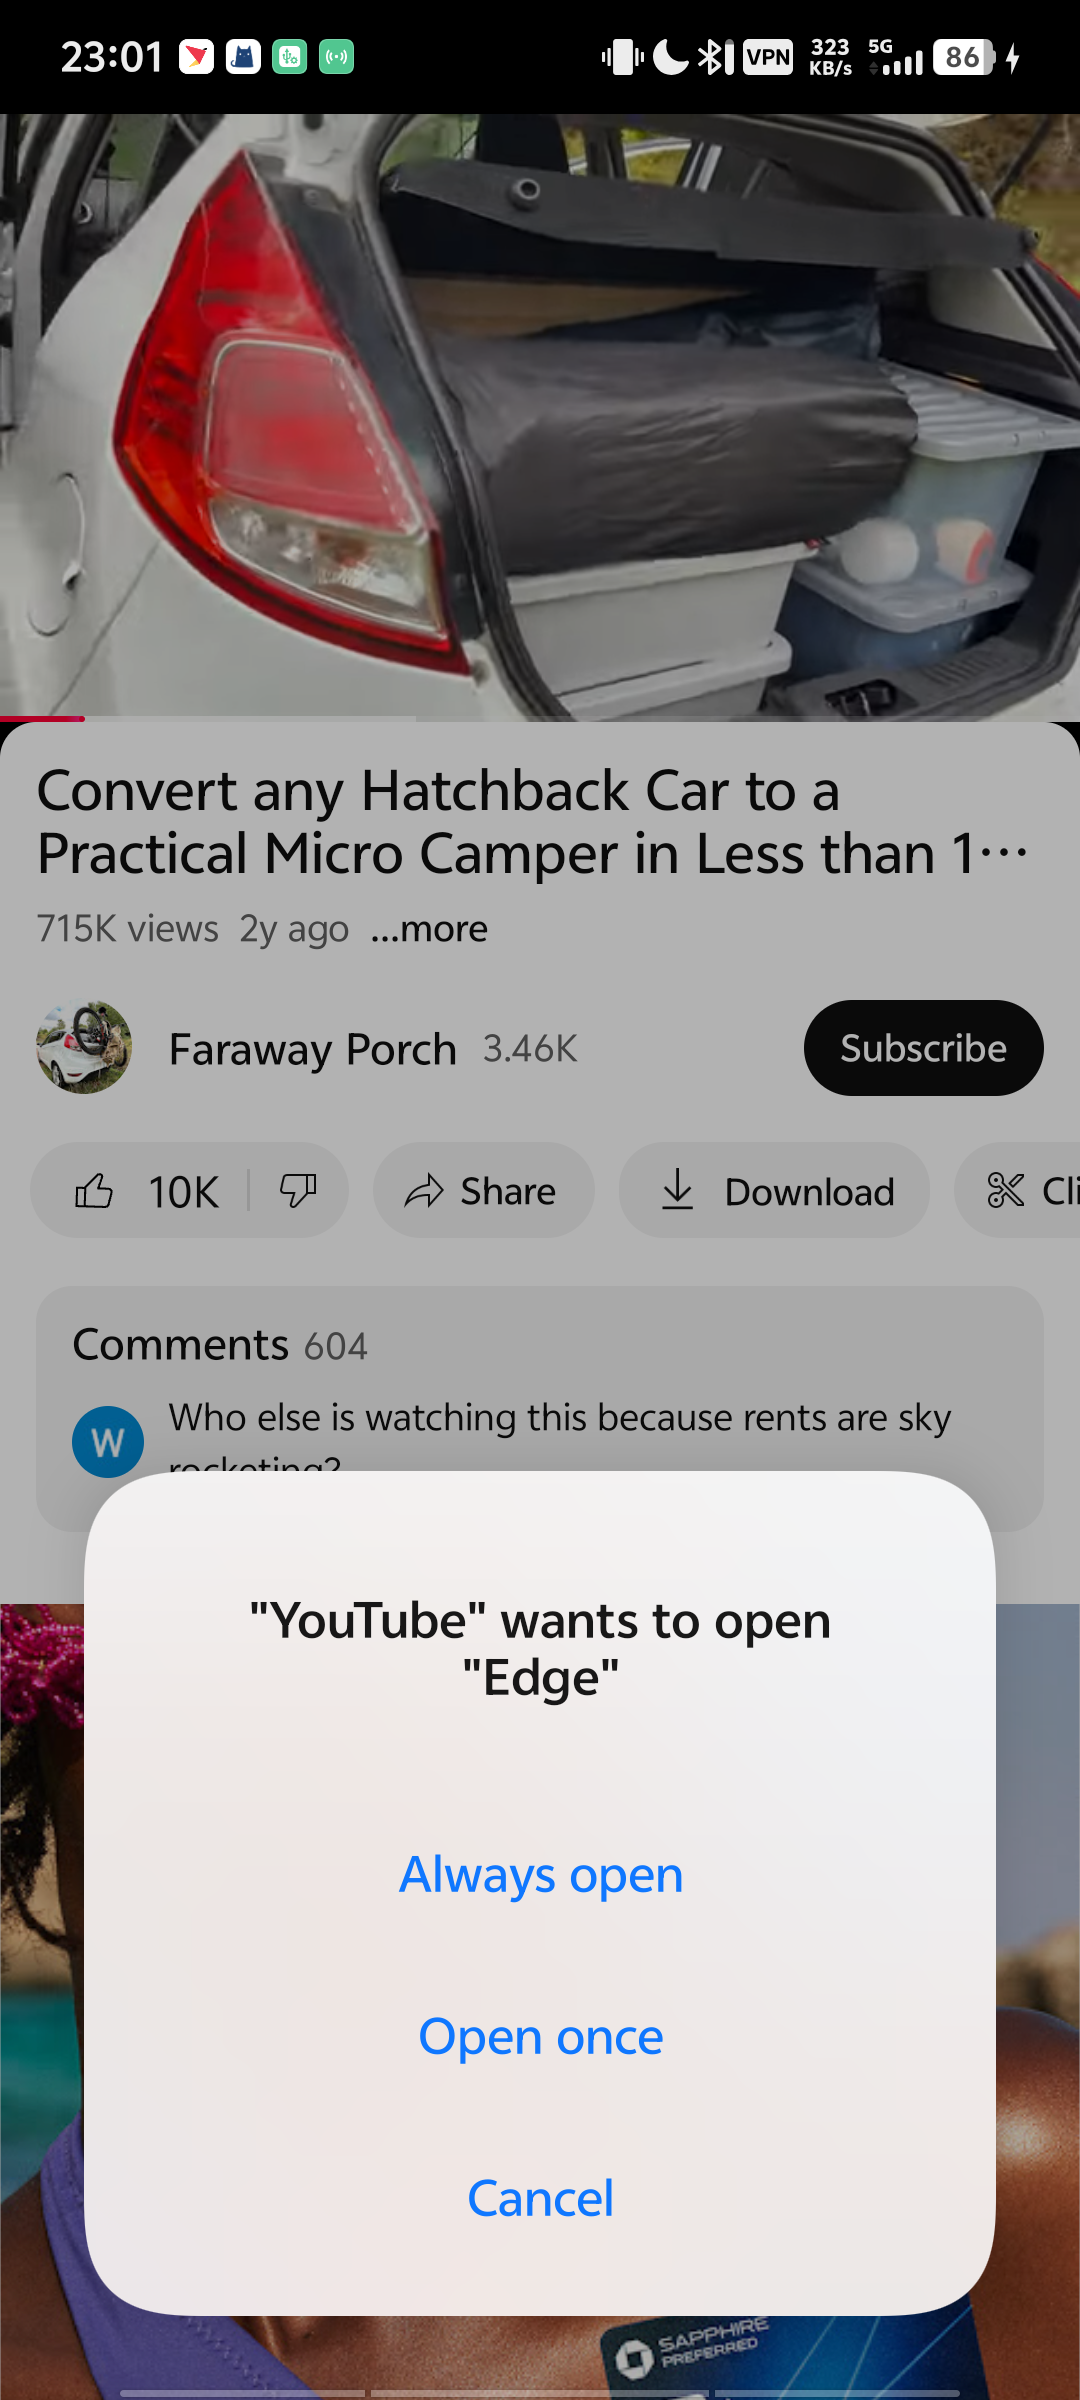 23:01
VPN
323
KB/s
5G
86
Convert any Hatchback Car to a
Practical Micro Camper in Less than 1...
715K views 2y ago ...more
Faraway Porch 3.46K
Subscribe
10K
Share
Download
Cli
Comments 604
W
Who else is watching this because rents are sky
rocketing?
"YouTube" wants to open
"Edge"
Always open
Open once
Cancel
SAPPHIRE
PREFERRED